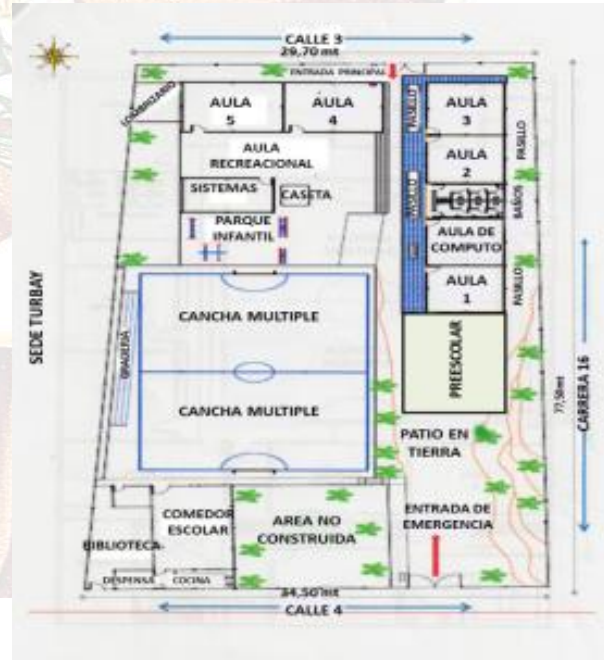 CALLE 3
29,70 mt
ENTRADA PRINCIPAL
LOMBRIZARIO
AULA
5
AULA
4
PASILLO
AULA
3
AULA
RECREACIONAL
AULA
2
PASILLO
SISTEMAS
CASETA
PASILLO
BAÑOS
PARQUE
INFANTIL
AULA DE
COMPUTO
AULA
1
PASILLO
SEDE TURBAY
GRADERIA
CANCHA MULTIPLE
CANCHA MULTIPLE
PREESCOLAR
77,50mt
CARRERA 16
PATIO EN
TIERRA
COMEDOR
ESCOLAR
AREA NO
CONSTRUIDA
ENTRADA DE
EMERGENCIA
BIBLIOTECA
DESPENSA
COCINA
34,50 mt
CALLE 4